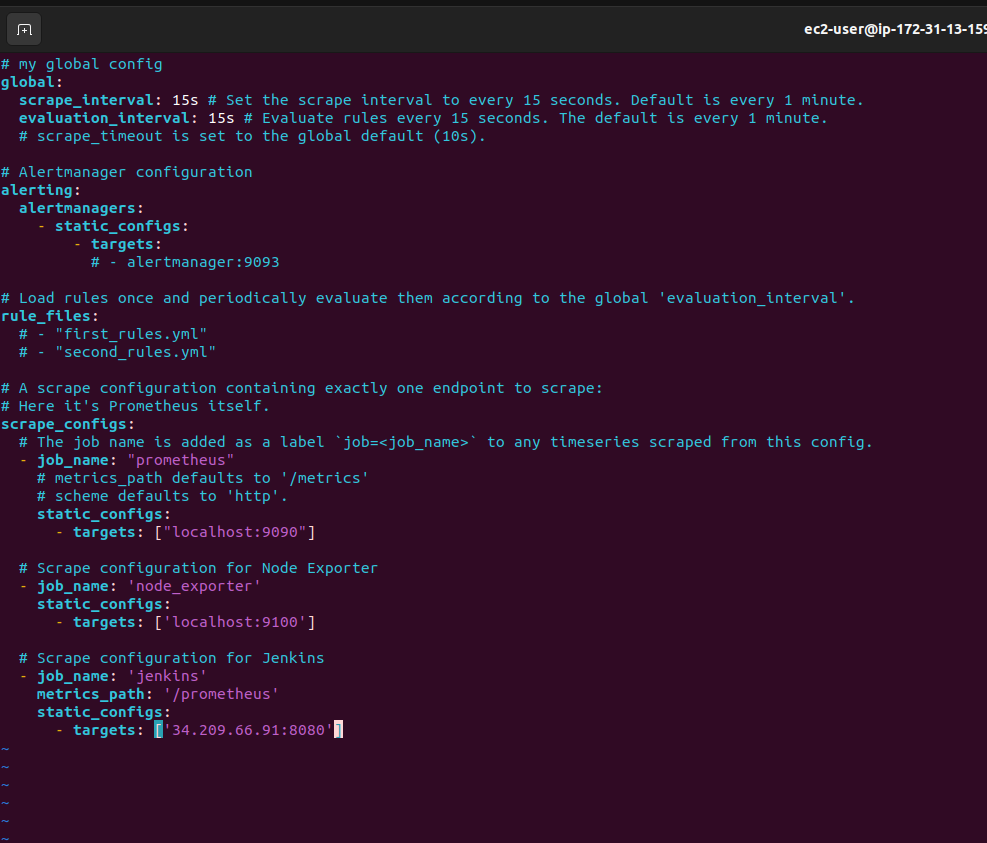 ec2-user@ip-172-31-13-159
# my global config
global:
  scrape_interval: 15s # Set the scrape interval to every 15 seconds. Default is every 1 minute.
  evaluation_interval: 15s # Evaluate rules every 15 seconds. The default is every 1 minute.
  # scrape_timeout is set to the global default (10s).

# Alertmanager configuration
alerting:
  alertmanagers:
    - static_configs:
        - targets:
          # - alertmanager:9093

# Load rules once and periodically evaluate them according to the global 'evaluation_interval'.
rule_files:
  # - "first_rules.yml"
  # - "second_rules.yml"

# A scrape configuration containing exactly one endpoint to scrape:
# Here it's Prometheus itself.
scrape_configs:
  # The job name is added as a label `job=<job_name>` to any timeseries scraped from this config.
  - job_name: "prometheus"
    # metrics_path defaults to '/metrics'
    # scheme defaults to 'http'.
    static_configs:
      - targets: ["localhost:9090"]

  # Scrape configuration for Node Exporter
  - job_name: 'node_exporter'
    static_configs:
      - targets: ['localhost:9100']

  # Scrape configuration for Jenkins
  - job_name: 'jenkins'
    metrics_path: '/prometheus'
    static_configs:
      - targets: ['34.209.66.91:8080']
~
~
~
~
~
~